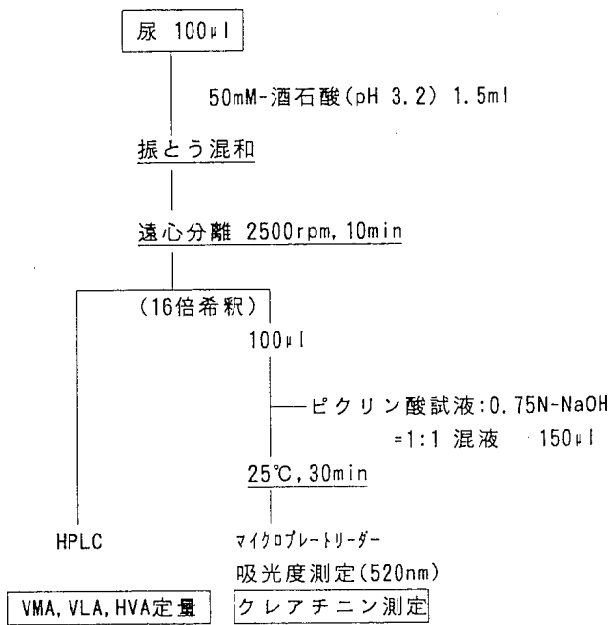 尿 100μl
50mM-酒石酸(pH 3.2) 1.5ml
振とう混和
遠心分離 2500rpm, 10min
(16倍希釈)
100μl
ピクリン酸試液:0.75N-NaOH
=1:1 混液 150μl
25℃, 30min
HPLC
マイクロプレートリーダー
吸光度測定(520nm)
VMA, VLA, HVA定量
クレアチニン測定